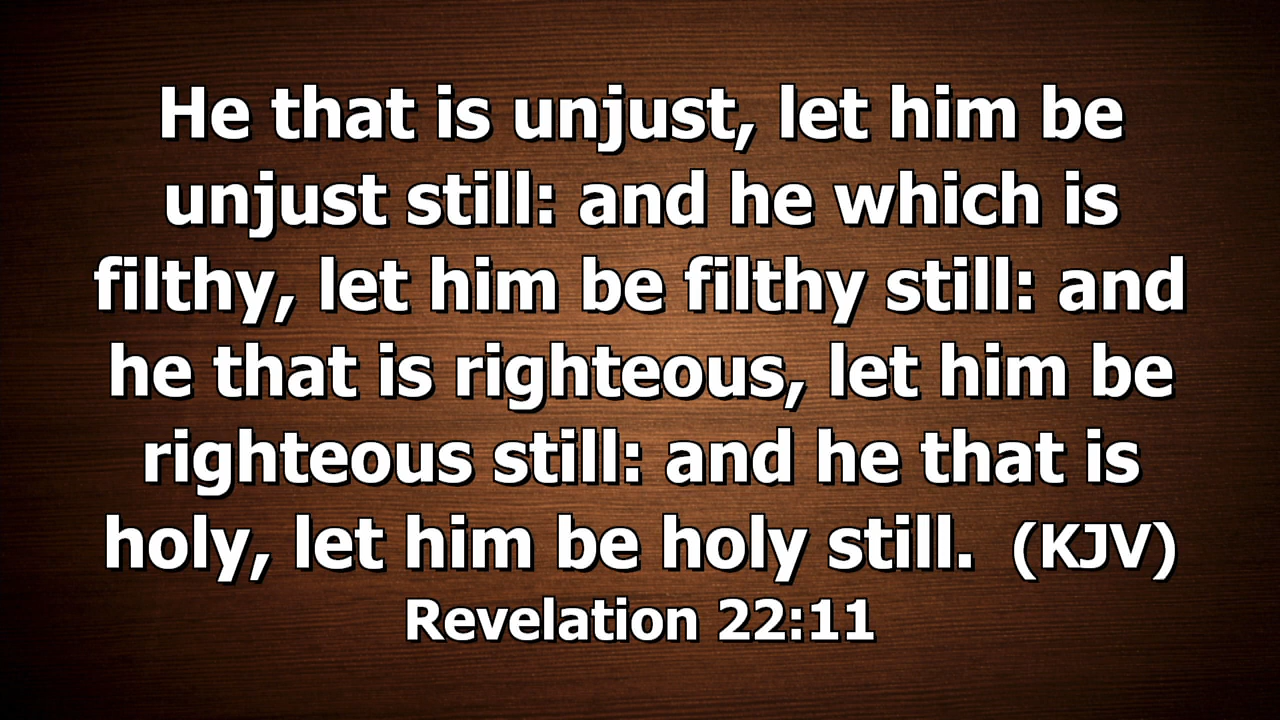 He that is unjust, let him be
unjust still: and he which is
filthy, let him be filthy still: and
he that is righteous, let him be
righteous still: and he that is
holy, let him be holy still. (KJV)
Revelation 22:11